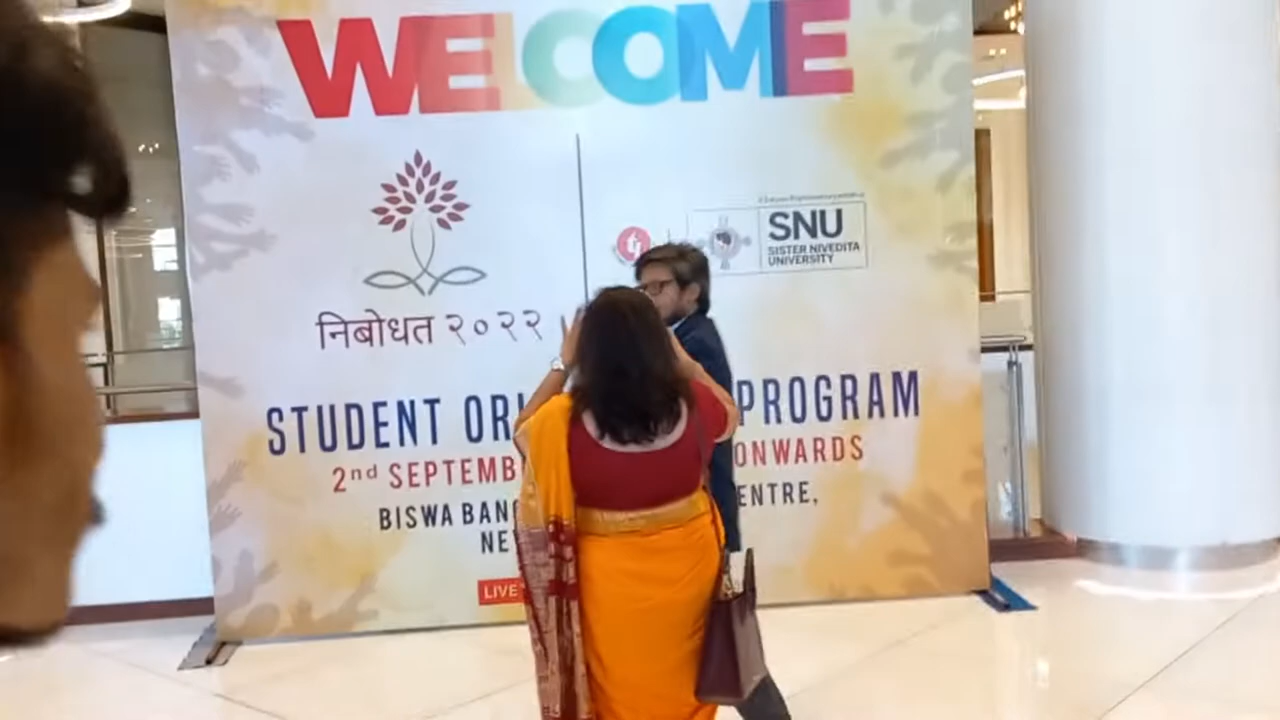 WELCOME
SNU
SISTER NIVEDITA
UNIVERSITY
निबोधत २०२२
STUDENT ORI PROGRAM
2nd SEPTEMB ONWARDS
BISWA BANG ENTRE,
NE
LIVE